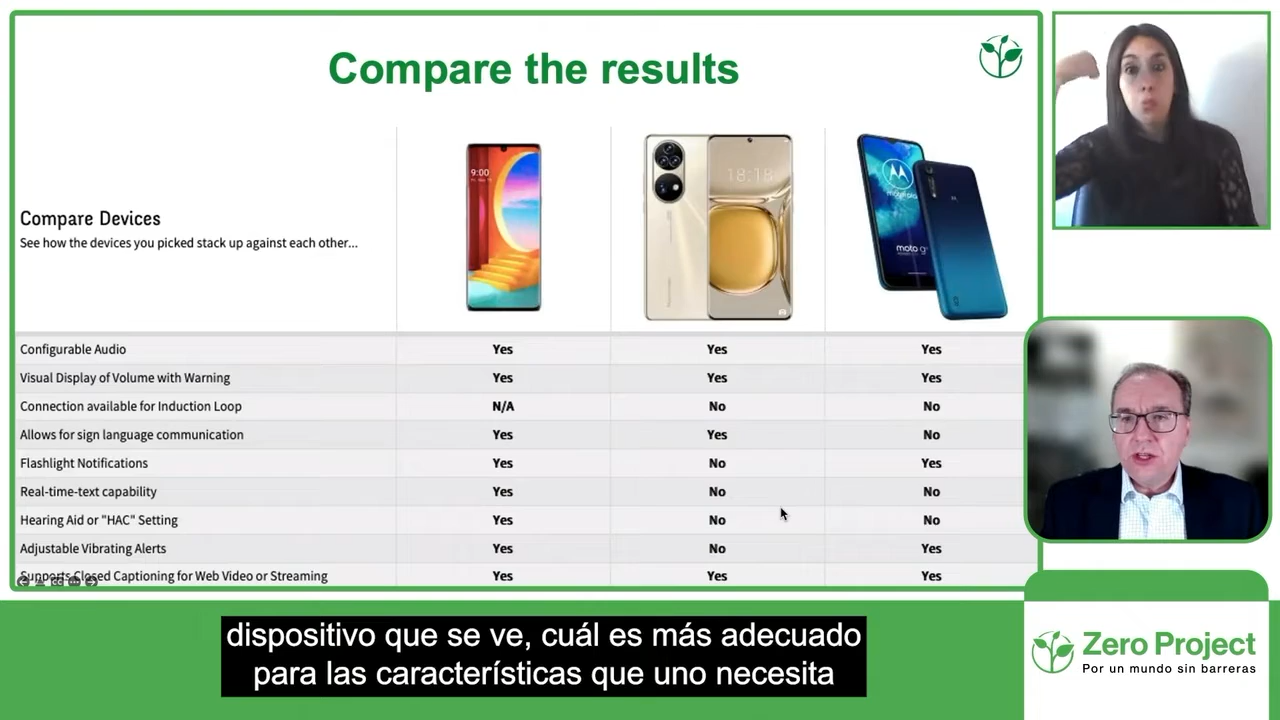 Compare the results
Compare Devices
See how the devices you picked stack up against each other...
9:00
18:18
moto g
Configurable Audio Yes Yes Yes
Visual Display of Volume with Warning Yes Yes Yes
Connection available for Induction Loop N/A No No
Allows for sign language communication Yes Yes No
Flashlight Notifications Yes No Yes
Real-time-text capability Yes No No
Hearing Aid or "HAC" Setting Yes No No
Adjustable Vibrating Alerts Yes No Yes
Supports Closed Captioning for Web Video or Streaming Yes Yes Yes
dispositivo que se ve, cuál es más adecuado
para las características que uno necesita
Zero Project
Por un mundo sin barreras